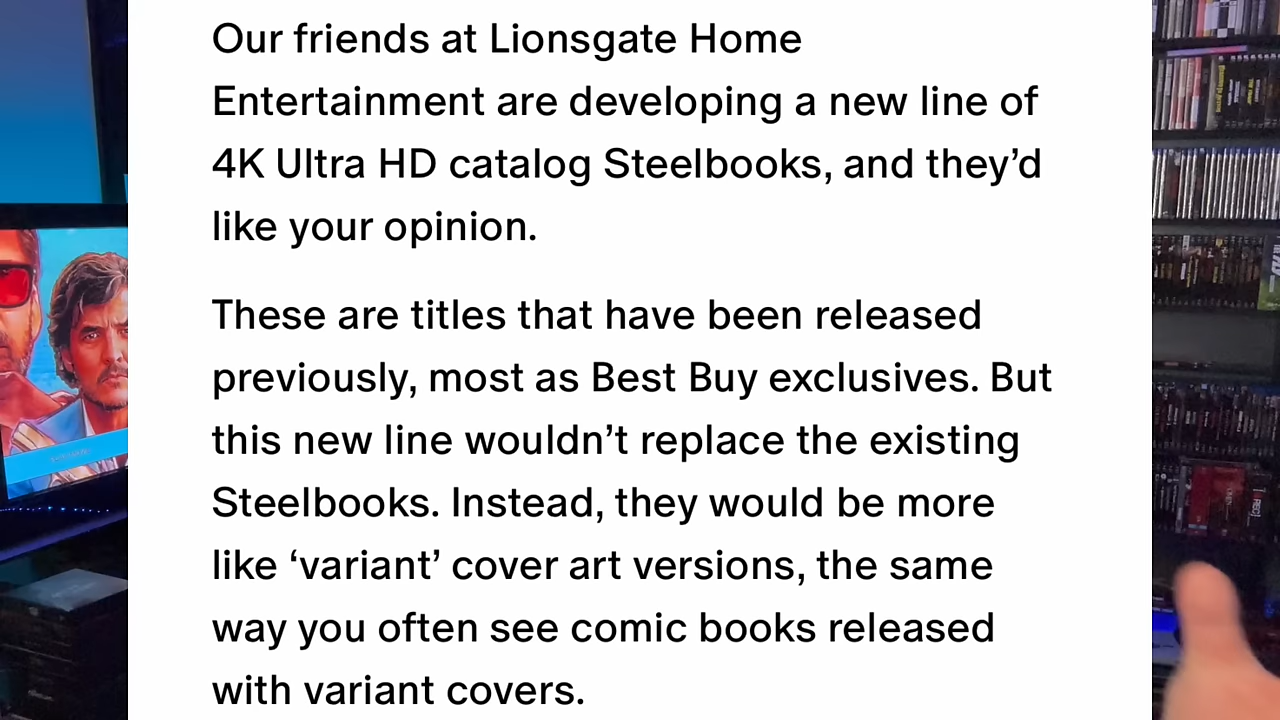 Our friends at Lionsgate Home
Entertainment are developing a new line of
4K Ultra HD catalog Steelbooks, and they’d
like your opinion.
These are titles that have been released
previously, most as Best Buy exclusives. But
this new line wouldn’t replace the existing
Steelbooks. Instead, they would be more
like ‘variant’ cover art versions, the same
way you often see comic books released
with variant covers.